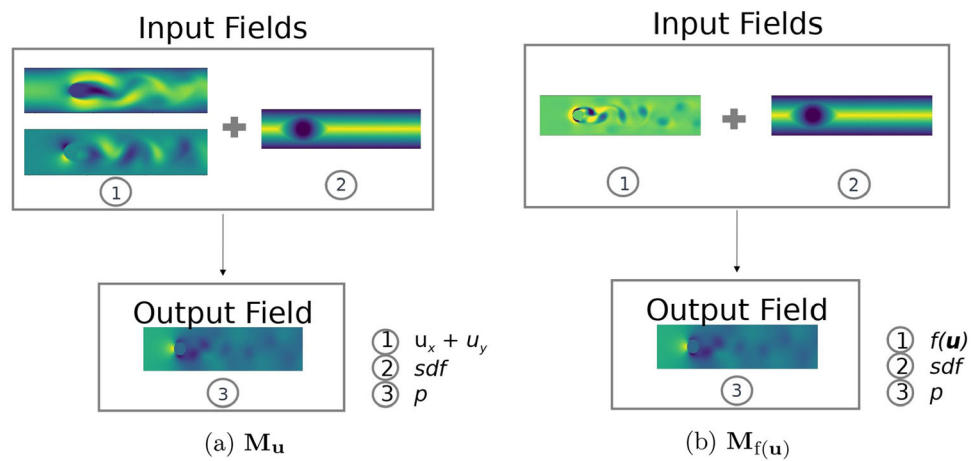 Input Fields
1
2
Output Field
3
1 uₓ + u_y
2 sdf
3 p
(a) M_u
Input Fields
1
2
Output Field
3
1 f(u)
2 sdf
3 p
(b) M_f(u)